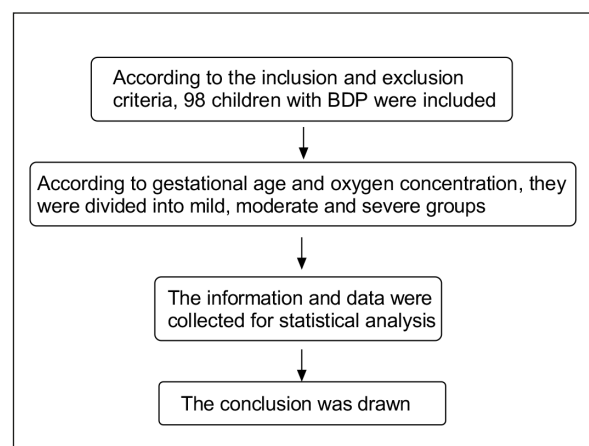 According to the inclusion and exclusion
criteria, 98 children with BDP were included
According to gestational age and oxygen concentration, they
were divided into mild, moderate and severe groups
The information and data were
collected for statistical analysis
The conclusion was drawn